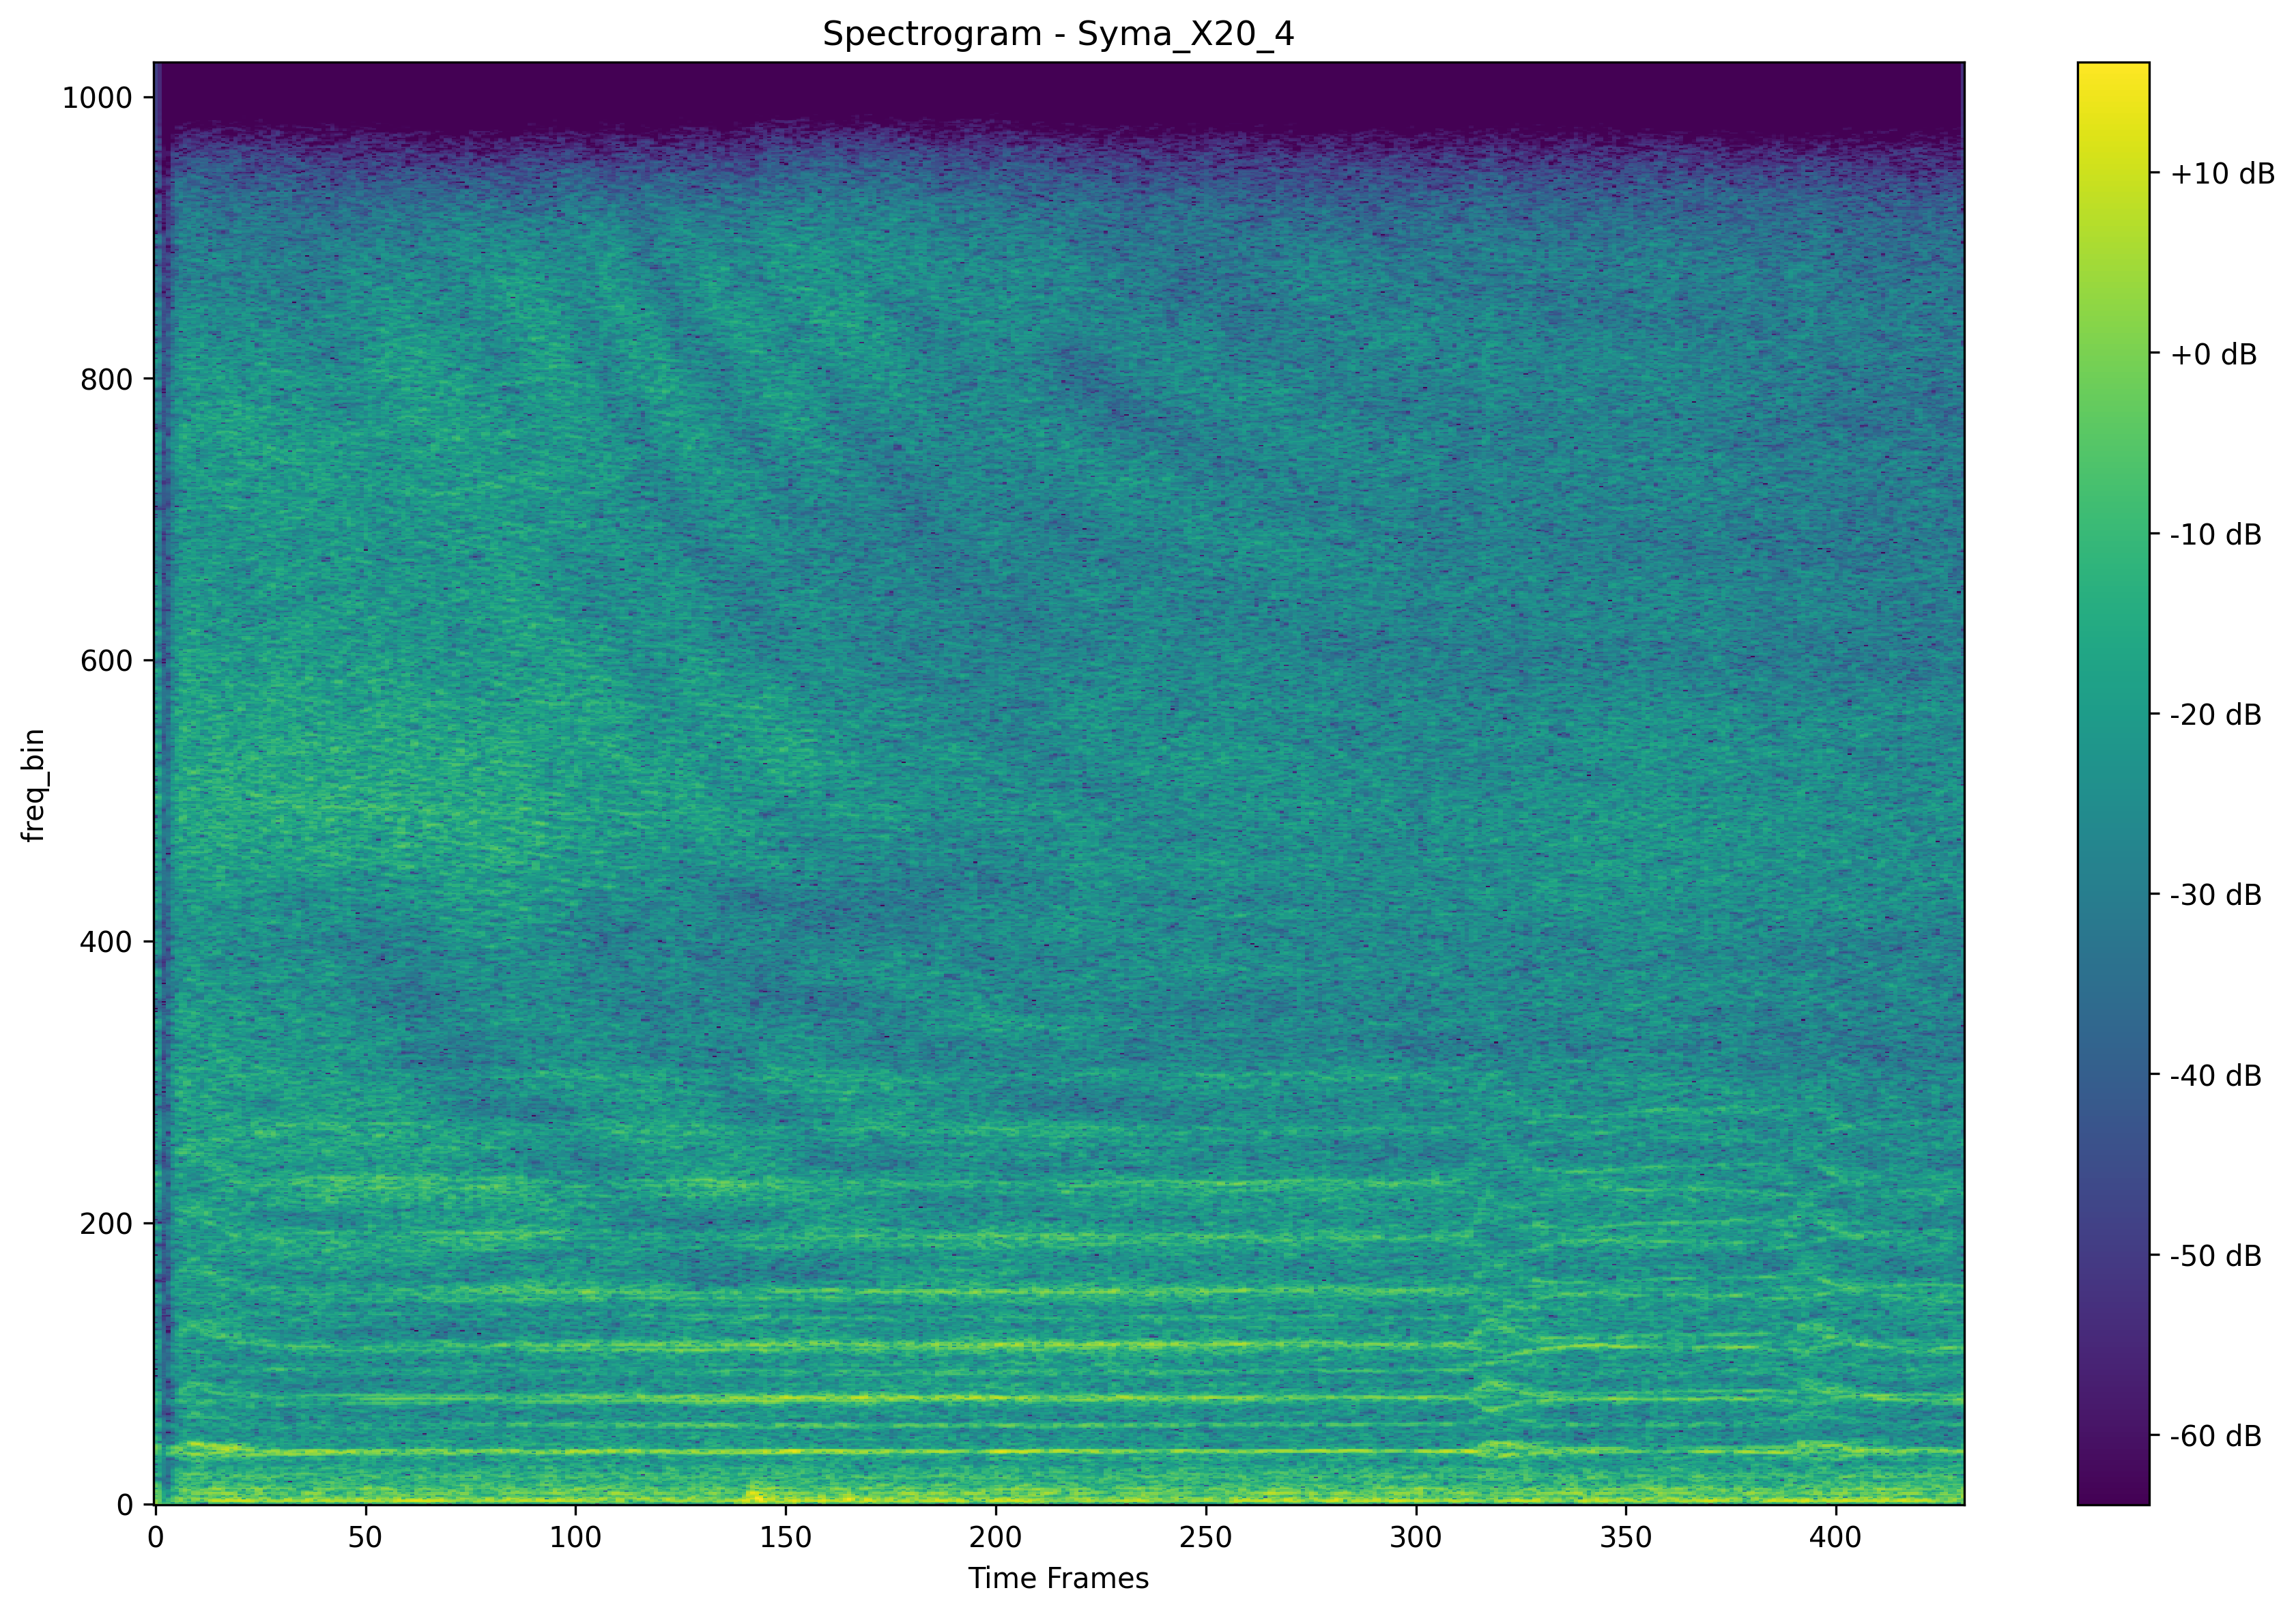 Spectrogram - Syma_X20_4
1000
800
600
400
200
0
freq_bin
0 50 100 150 200 250 300 350 400
Time Frames
+10 dB
+0 dB
-10 dB
-20 dB
-30 dB
-40 dB
-50 dB
-60 dB